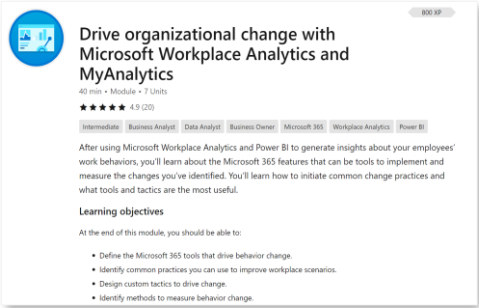 800 XP
Drive organizational change with
Microsoft Workplace Analytics and
MyAnalytics
40 min • Module • 7 Units
★★★★★ 4.9 (20)
Intermediate Business Analyst Data Analyst Business Owner Microsoft 365 Workplace Analytics Power BI
After using Microsoft Workplace Analytics and Power BI to generate insights about your employees'
work behaviors, you'll learn about the Microsoft 365 features that can be tools to implement and
measure the changes you've identified. You'll learn how to initiate common change practices and
what tools and tactics are the most useful.
Learning objectives
At the end of this module, you should be able to:
• Define the Microsoft 365 tools that drive behavior change.
• Identify common practices you can use to improve workplace scenarios.
• Design custom tactics to drive change.
• Identify methods to measure behavior change.